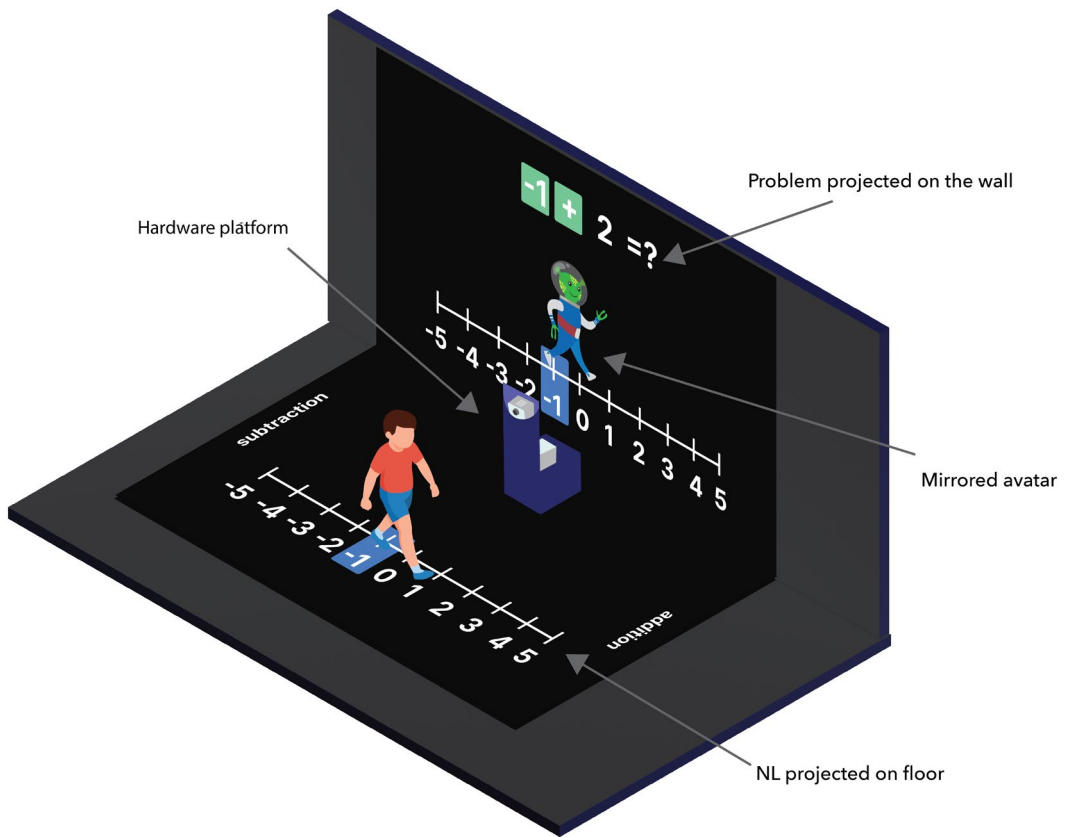 Problem projected on the wall
-1 + 2 =?
Hardware platform
-5 -4 -3 -2 -1 0 1 2 3 4 5
Mirrored avatar
subtraction
-5 -4 -3 -2 -1 0 1 2 3 4 5
addition
NL projected on floor